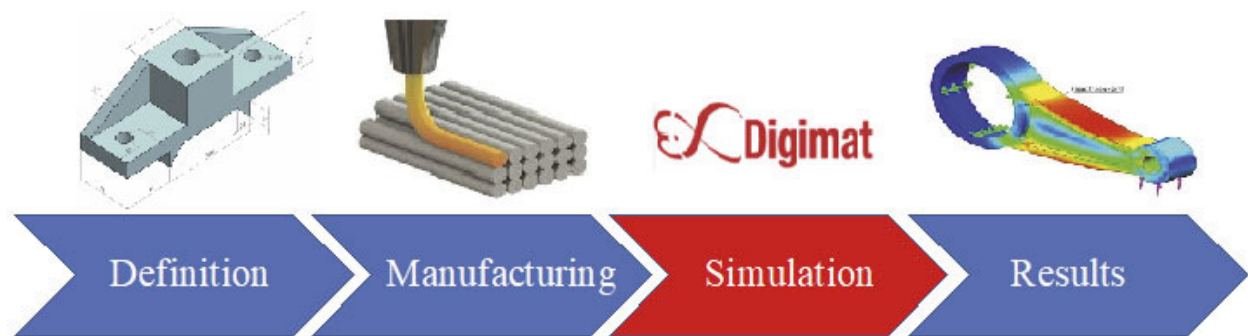 Digimat
Definition
Manufacturing
Simulation
Results